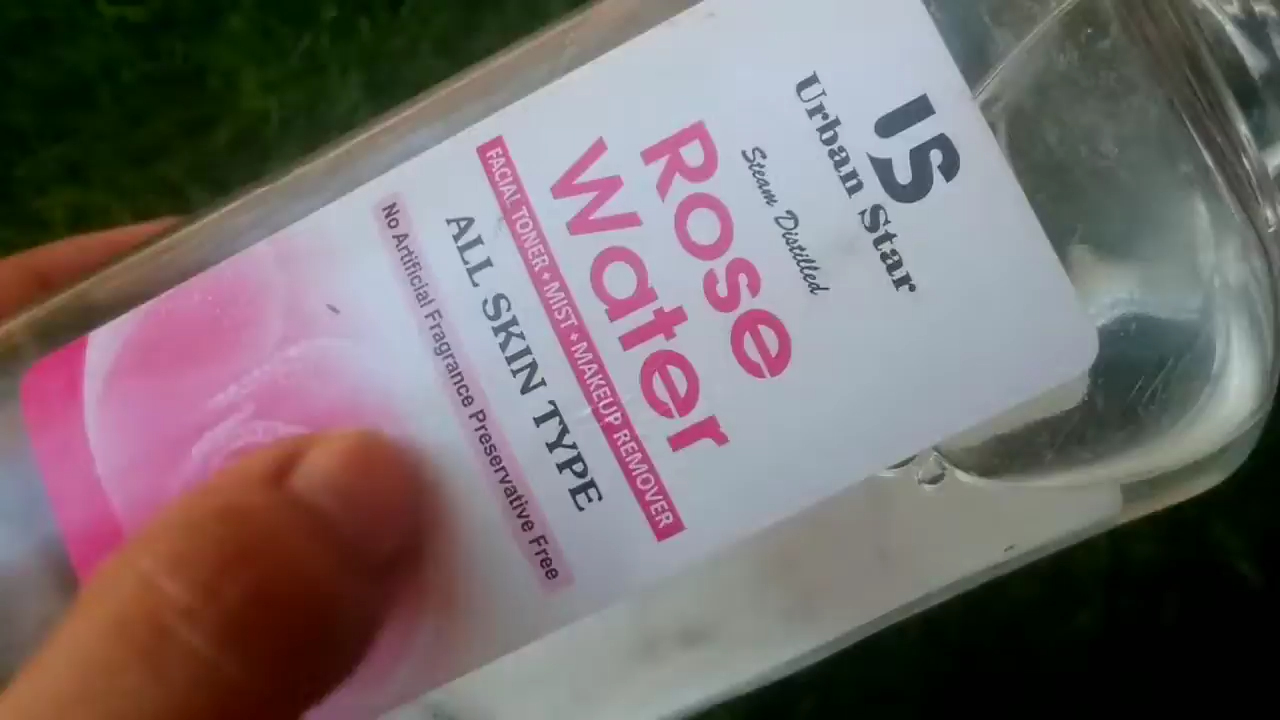 US
Urban Star
Steam Distilled
Rose
Water
FACIAL TONER • MIST • MAKEUP REMOVER
ALL SKIN TYPE
No Artificial Fragrance Preservative Free